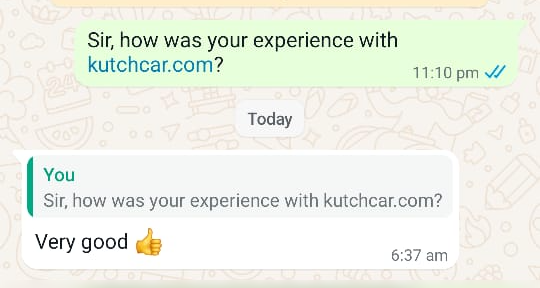 Sir, how was your experience with
kutchcar.com?
11:10 pm
Today
You
Sir, how was your experience with kutchcar.com?
Very good 👍
6:37 am